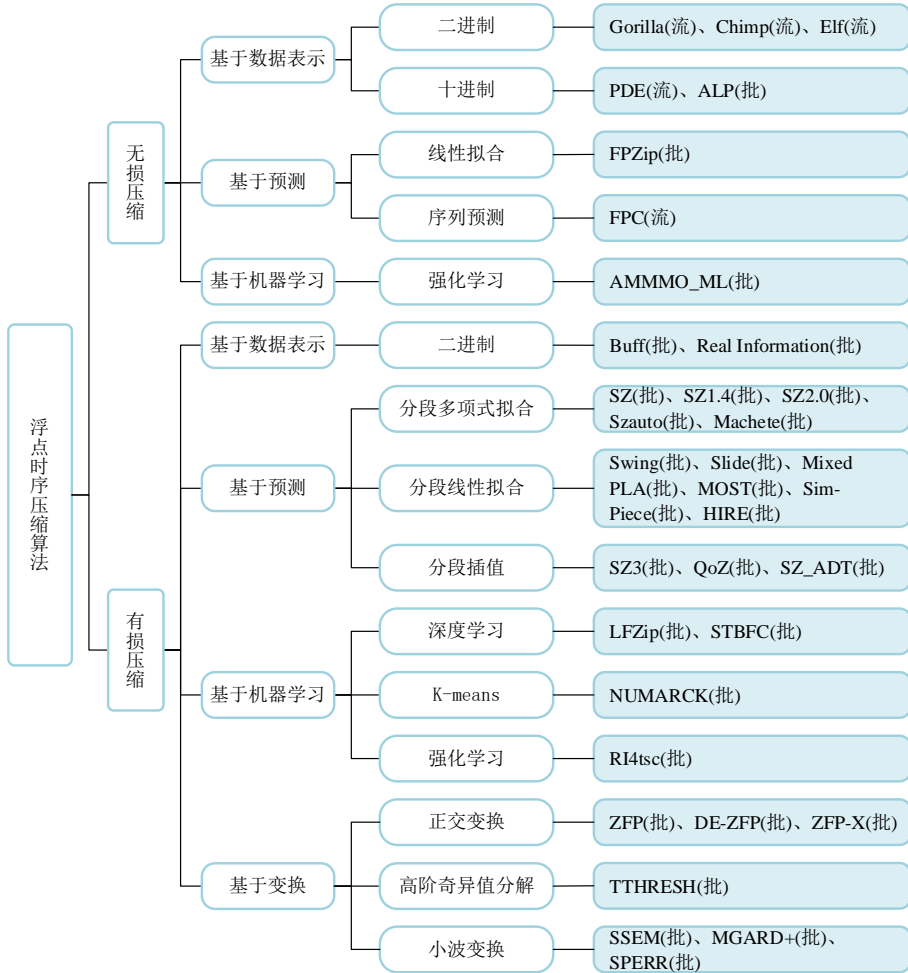 浮点时序压缩算法
无损压缩
基于数据表示
二进制
Gorilla(流)、Chimp(流)、Elf(流)
十进制
PDE(流)、ALP(批)
基于预测
线性拟合
FPZip(批)
序列预测
FPC(流)
基于机器学习
强化学习
AMMMO_ML(批)
有损压缩
基于数据表示
二进制
Buff(批)、Real Information(批)
基于预测
分段多项式拟合
SZ(批)、SZ1.4(批)、SZ2.0(批)、
Szauto(批)、Machete(批)
分段线性拟合
Swing(批)、Slide(批)、Mixed
PLA(批)、MOST(批)、Sim-
Piece(批)、HIRE(批)
分段插值
SZ3(批)、QoZ(批)、SZ_ADT(批)
基于机器学习
深度学习
LFZip(批)、STBFC(批)
K-means
NUMARCK(批)
强化学习
RI4tsc(批)
基于变换
正交变换
ZFP(批)、DE-ZFP(批)、ZFP-X(批)
高阶奇异值分解
TTHRESH(批)
小波变换
SSEM(批)、MGARD+(批)、
SPERR(批)